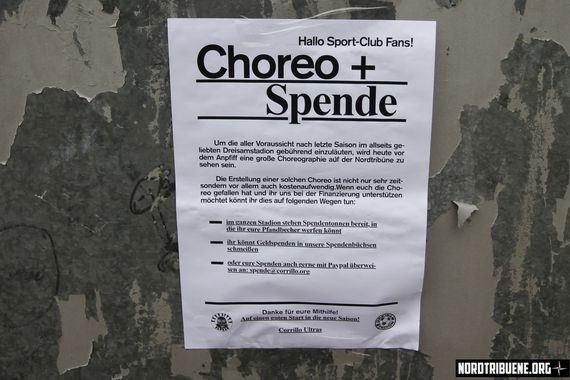 Hallo Sport-Club Fans!
Choreo +
Spende
Um die aller Voraussicht nach letzte Saison im allseits ge-
liebten Dreisamstadion gebührend einzuläuten, wird heute vor
dem Anpfiff eine große Choreographie auf der Nordtribüne zu
sehen sein.
Die Erstellung einer solchen Choreo ist nicht nur sehr zeit-
sondern vor allem auch kostenaufwendig.Wenn euch die Cho-
reo gefallen hat und ihr uns bei der Finanzierung unterstützen
möchtet könnt ihr dies auf folgenden Wegen tun:
im ganzen Stadion stehen Spendentonnen bereit, in
die ihr eure Pfandbecher werfen könnt
ihr könnt Geldspenden in unsere Spendenbüchsen
schmeißen
oder eure Spenden auch gerne mit Paypal überwei-
sen an: spende@corrillo.org
Danke für eure Mithilfe!
Auf einen guten Start in die neue Saison!
Corrillo Ultras
NORDTRIBUENE.ORG